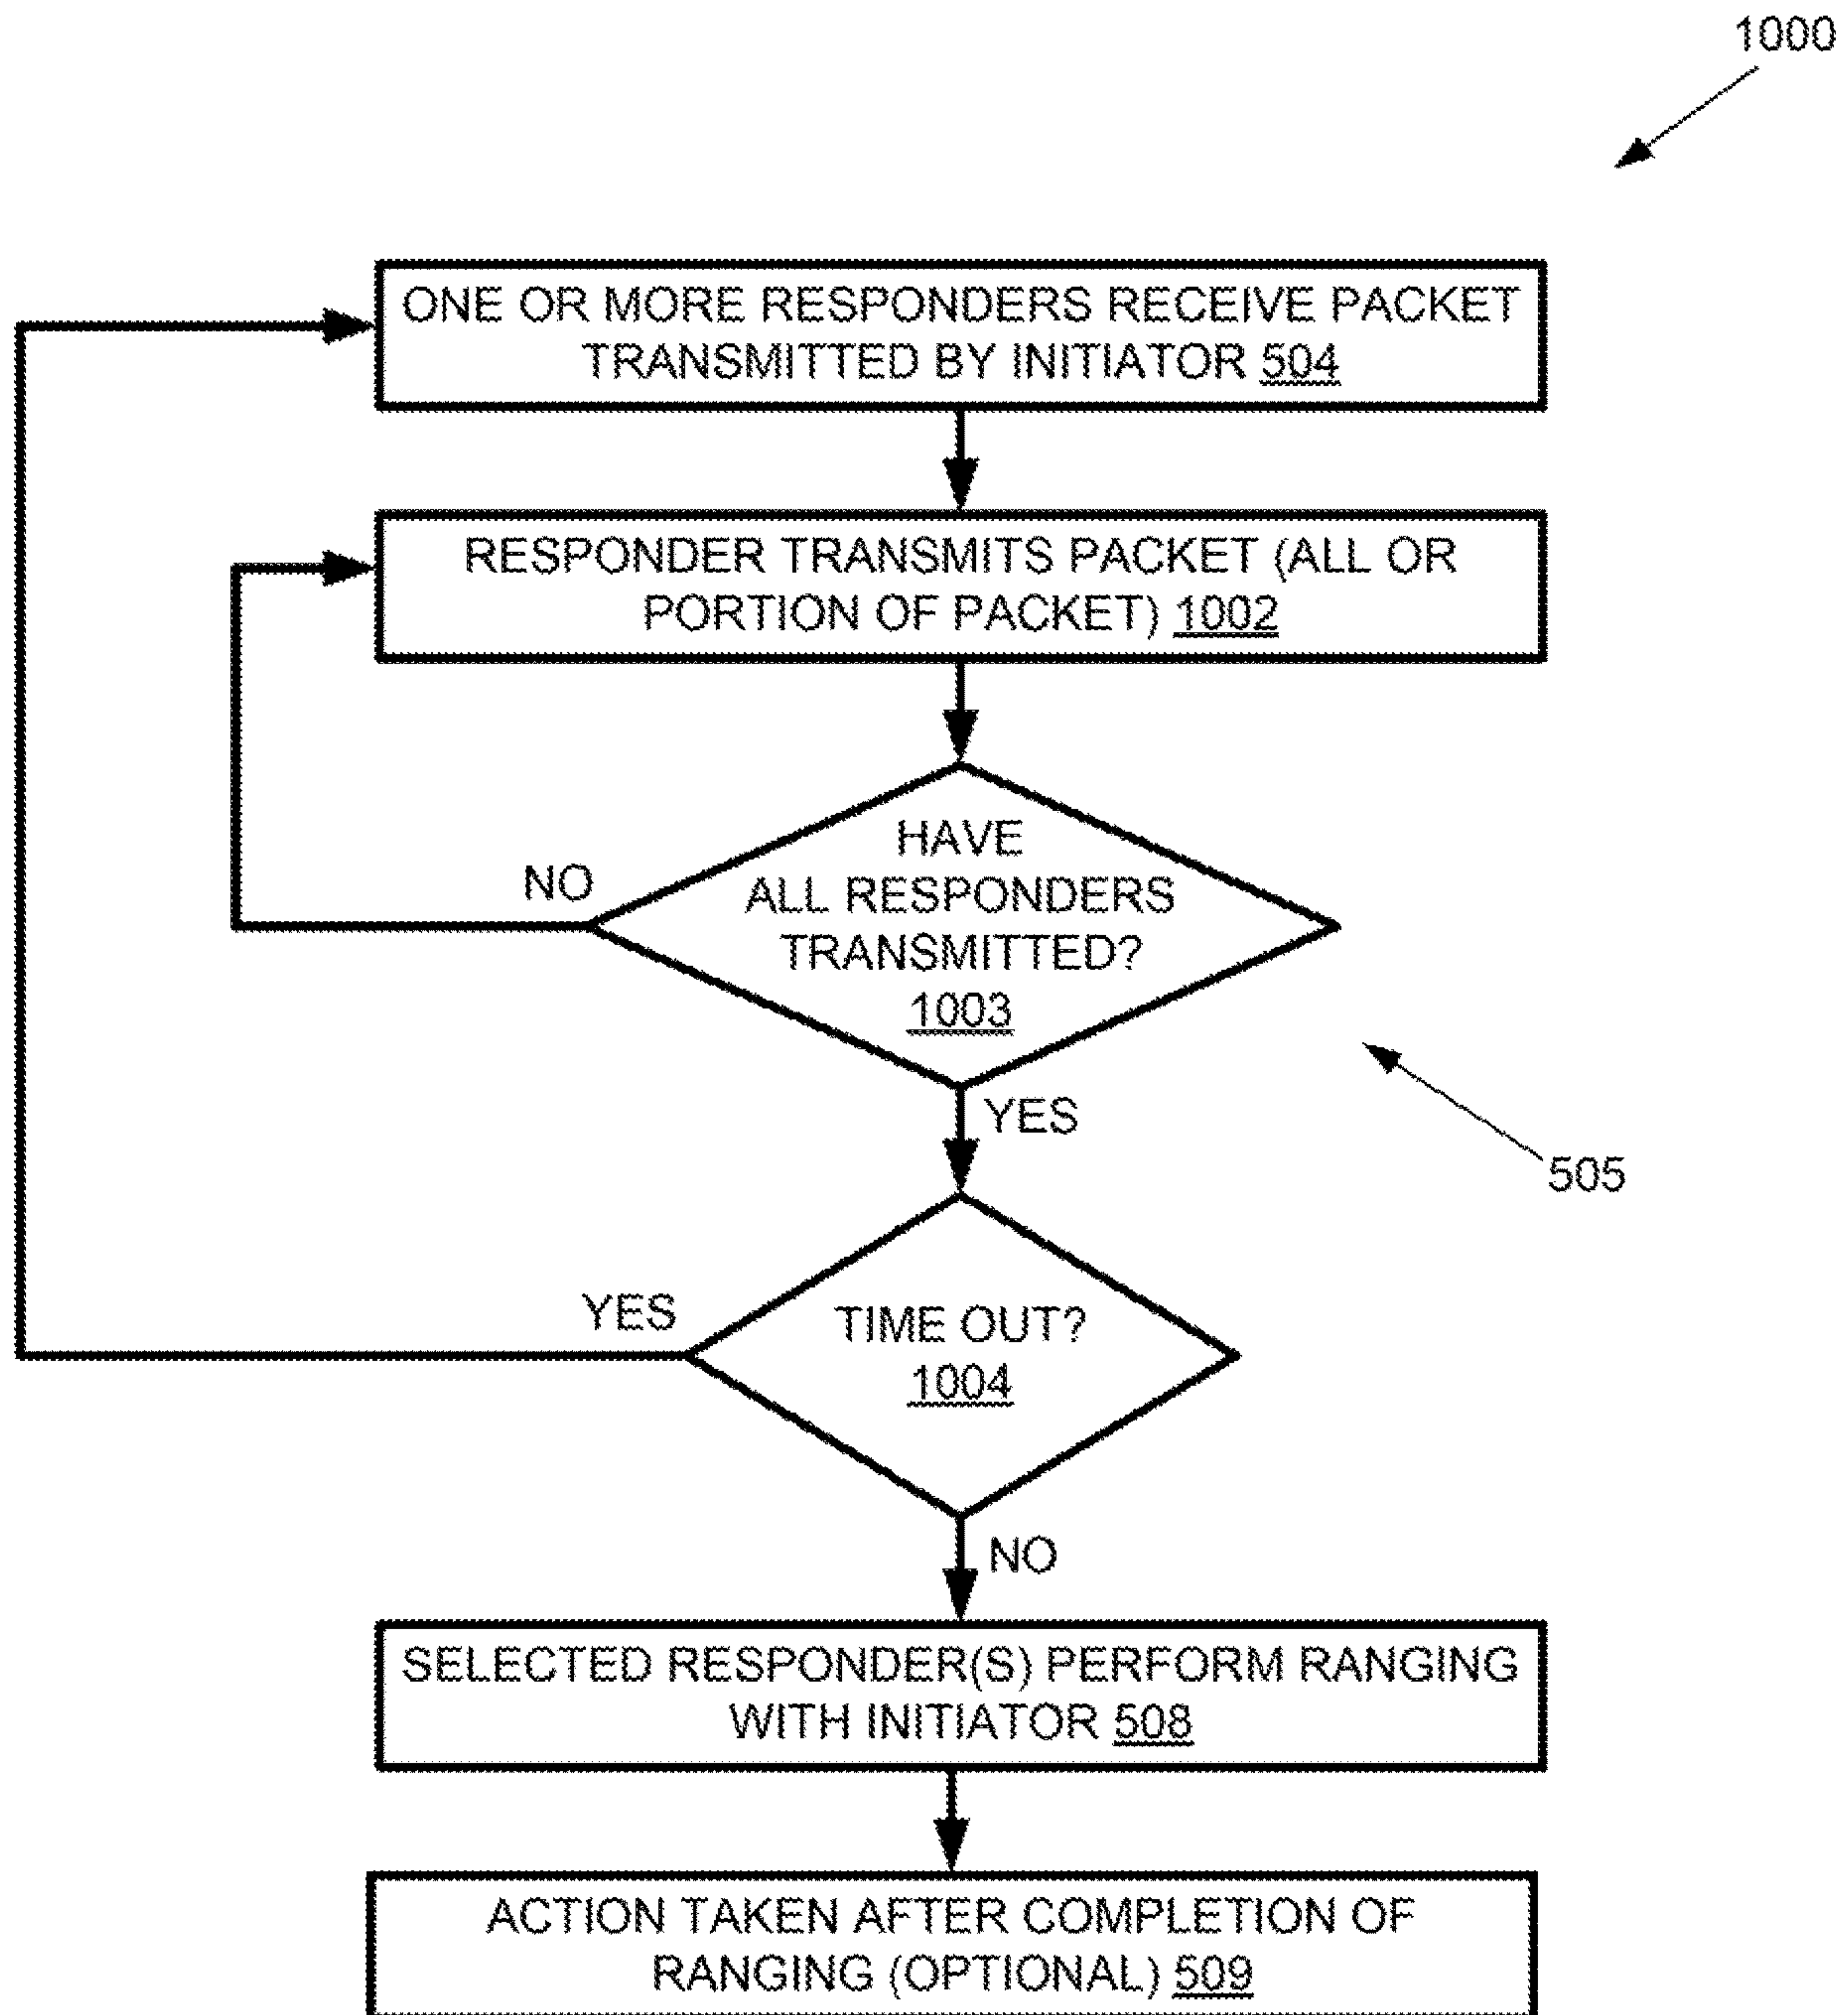 1000
ONE OR MORE RESPONDERS RECEIVE PACKET
TRANSMITTED BY INITIATOR 504
RESPONDER TRANSMITS PACKET (ALL OR
PORTION OF PACKET) 1002
HAVE
ALL RESPONDERS
TRANSMITTED?
1003
NO
YES
505
TIME OUT?
1004
YES
NO
SELECTED RESPONDER(S) PERFORM RANGING
WITH INITIATOR 508
ACTION TAKEN AFTER COMPLETION OF
RANGING (OPTIONAL) 509